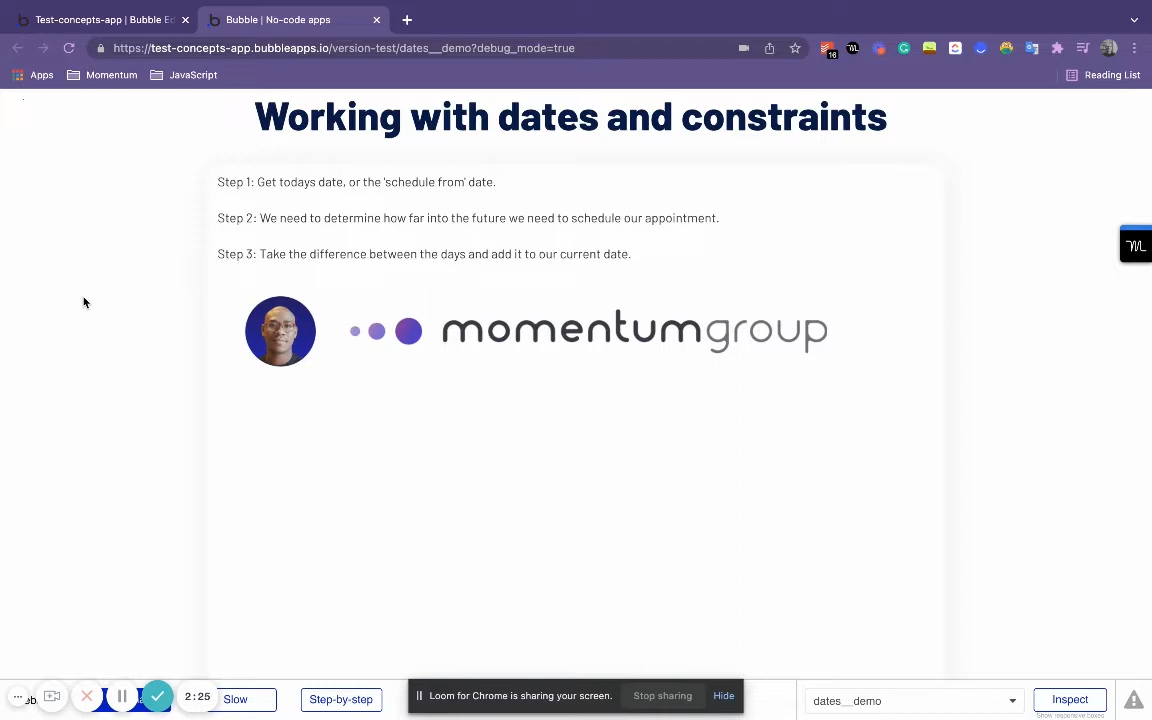 Test-concepts-app | Bubble Ed
Bubble | No-code apps
https://test-concepts-app.bubbleapps.io/version-test/dates__demo?debug_mode=true
16
Apps
Momentum
JavaScript
Reading List
Working with dates and constraints
Step 1: Get todays date, or the 'schedule from' date.
Step 2: We need to determine how far into the future we need to schedule our appointment.
Step 3: Take the difference between the days and add it to our current date.
momentumgroup
2:25
Slow
Step-by-step
Loom for Chrome is sharing your screen.
Stop sharing
Hide
dates__demo
Inspect
Show responsive boxes